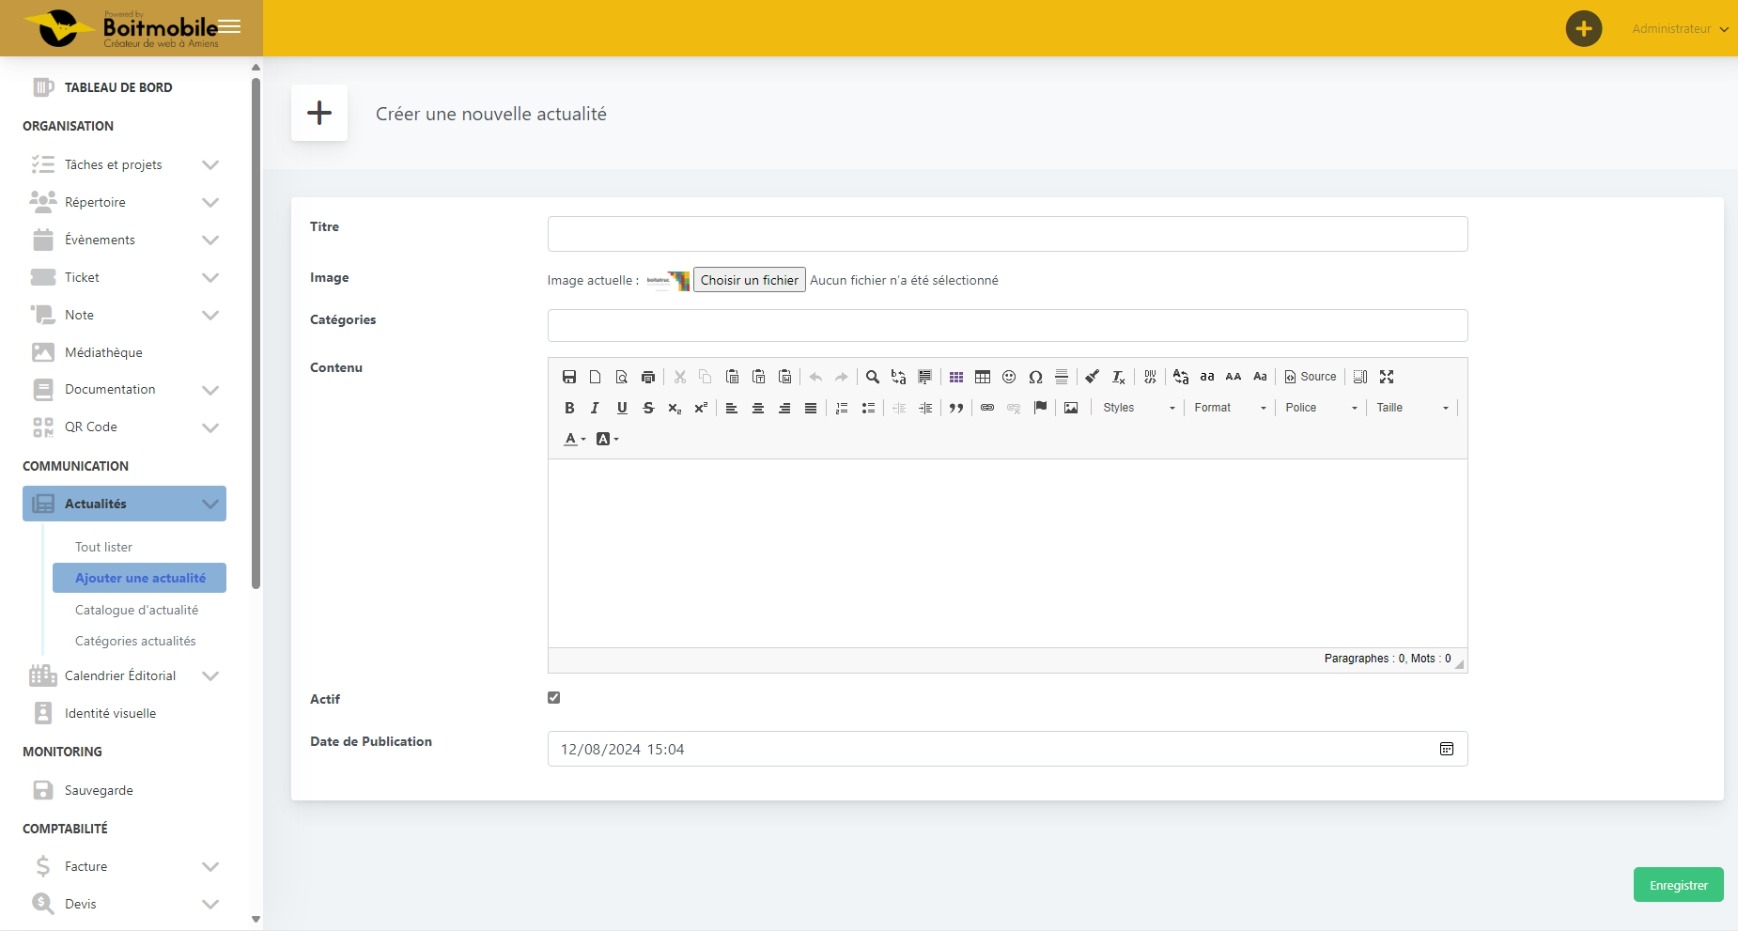 Powered by
Boitmobile
Créateur de web à Amiens
Administrateur
TABLEAU DE BORD
ORGANISATION
Tâches et projets
Répertoire
Évènements
Ticket
Note
Médiathèque
Documentation
QR Code
COMMUNICATION
Actualités
Tout lister
Ajouter une actualité
Catalogue d'actualité
Catégories actualités
Calendrier Éditorial
Identité visuelle
MONITORING
Sauvegarde
COMPTABILITÉ
Facture
Devis
Créer une nouvelle actualité
Titre
Image
Image actuelle : Choisir un fichier Aucun fichier n'a été sélectionné
Catégories
Contenu
Source
Styles Format Police Taille
Paragraphes : 0, Mots : 0
Actif
Date de Publication
12/08/2024 15:04
Enregistrer